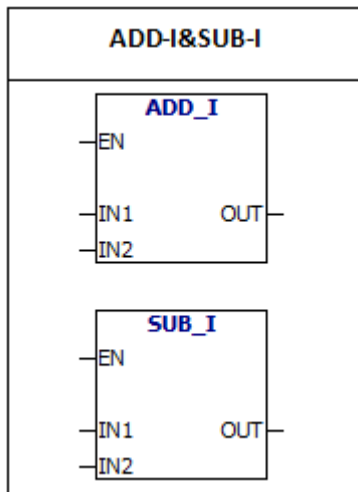 ADD-I&SUB-I
ADD_I
EN
IN1 OUT
IN2
SUB_I
EN
IN1 OUT
IN2